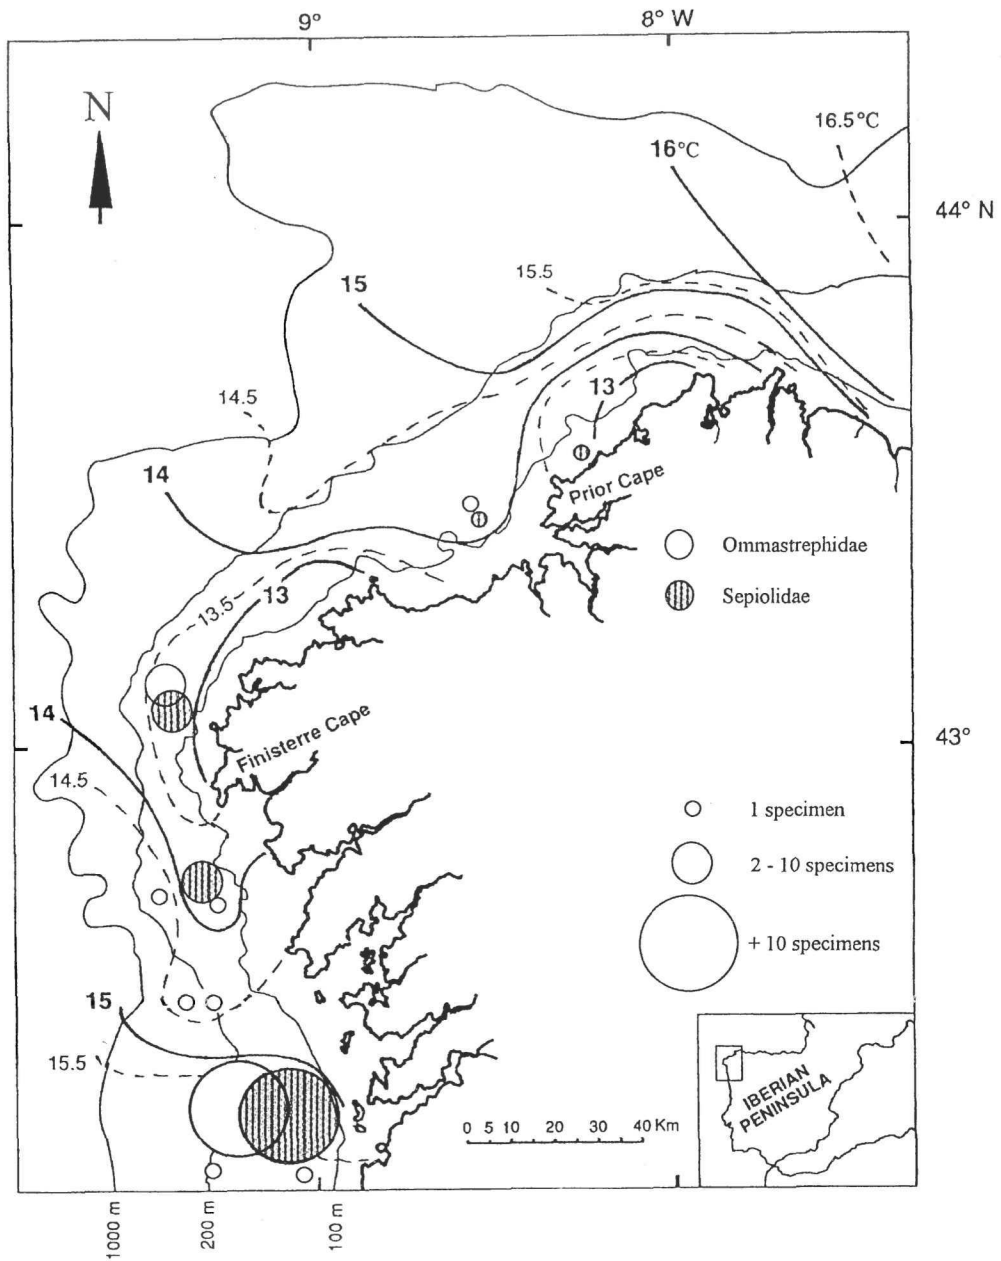 9°
8° W
N
16.5°C
16°C
44° N
15
15.5
14.5
13
14
Prior Cape
Ommastrephidae
Sepiolidae
13.5
13
14
Finisterre Cape
43°
14.5
1 specimen
2 - 10 specimens
+ 10 specimens
15
15.5
IBERIAN
PENINSULA
0 5 10 20 30 40 Km
1000 m
200 m
100 m